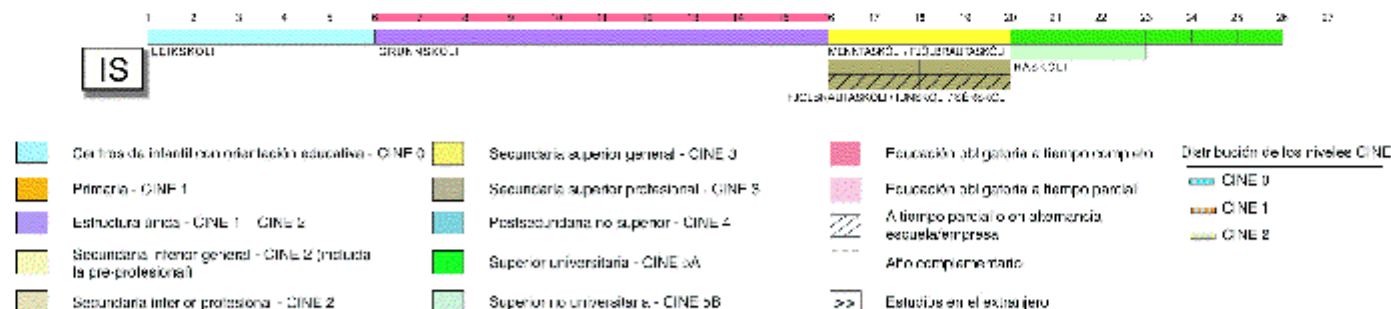 1 2 3 4 5 6 7 8 9 10 11 12 13 14 15 16 17 18 19 20 21 22 23 24 25 26 27
LEIKSKÓLI GRUNNSKÓLI MENNTASKÓLI / FJÖLBRAUTASKÓLI
IS
HÁSKÓLI
FJÖLBRAUTASKÓLI / IÐNSKÓLI / SÉRSKÓLI
Centros de infantil con orientación educativa - CINE 0
Primaria - CINE 1
Estructura única - CINE 1 CINE 2
Secundaria inferior general - CINE 2 (incluida
la pre-profesional)
Secundaria inferior profesional - CINE 2
Secundaria superior general - CINE 3
Secundaria superior profesional - CINE 3
Postsecundaria no superior - CINE 4
Superior universitaria - CINE 5A
Superior no universitaria - CINE 5B
Educación obligatoria a tiempo completo
Educación obligatoria a tiempo parcial
A tiempo parcial o en alternancia
escuela/empresa
Año complementario
>> Estudios en el extranjero
Distribución de los niveles CINE
CINE 0
CINE 1
CINE 2